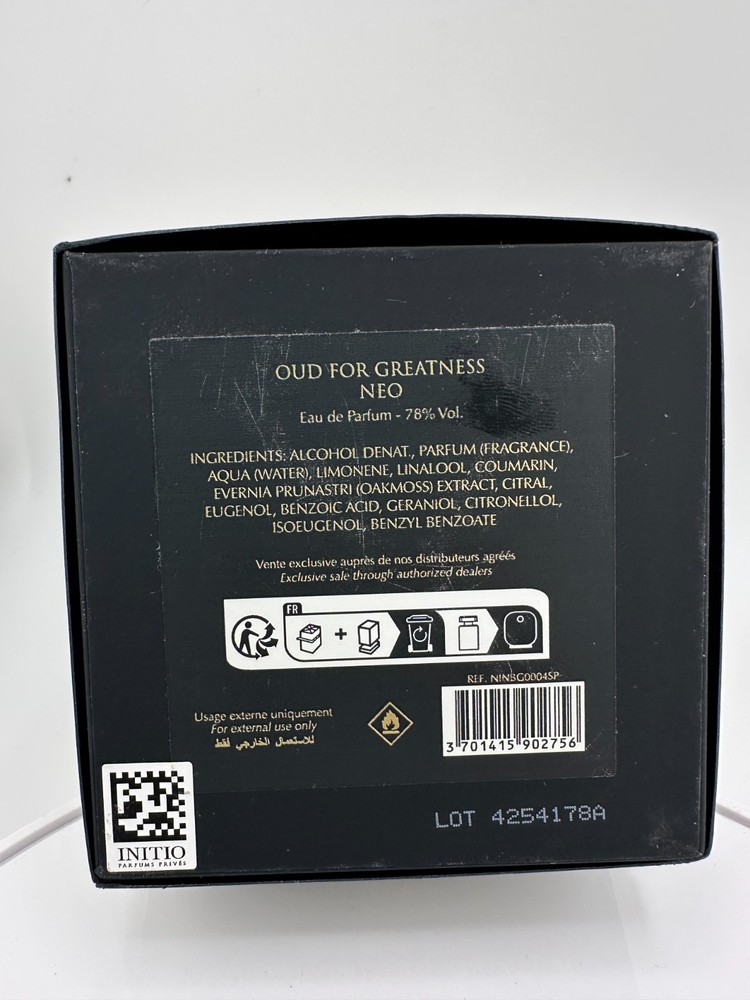 OUD FOR GREATNESS
NEO
Eau de Parfum - 78% Vol.
INGREDIENTS: ALCOHOL DENAT., PARFUM (FRAGRANCE),
AQUA (WATER), LIMONENE, LINALOOL, COUMARIN,
EVERNIA PRUNASTRI (OAKMOSS) EXTRACT, CITRAL,
EUGENOL, BENZOIC ACID, GERANIOL, CITRONELLOL,
ISOEUGENOL, BENZYL BENZOATE
Vente exclusive auprès de nos distributeurs agréés
Exclusive sale through authorized dealers
FR
REF. NINBG0004SP
Usage externe uniquement
For external use only
للاستعمال الخارجي فقط
3 701415 902756
LOT 4254178A
INITIO
PARFUMS PRIVÉS